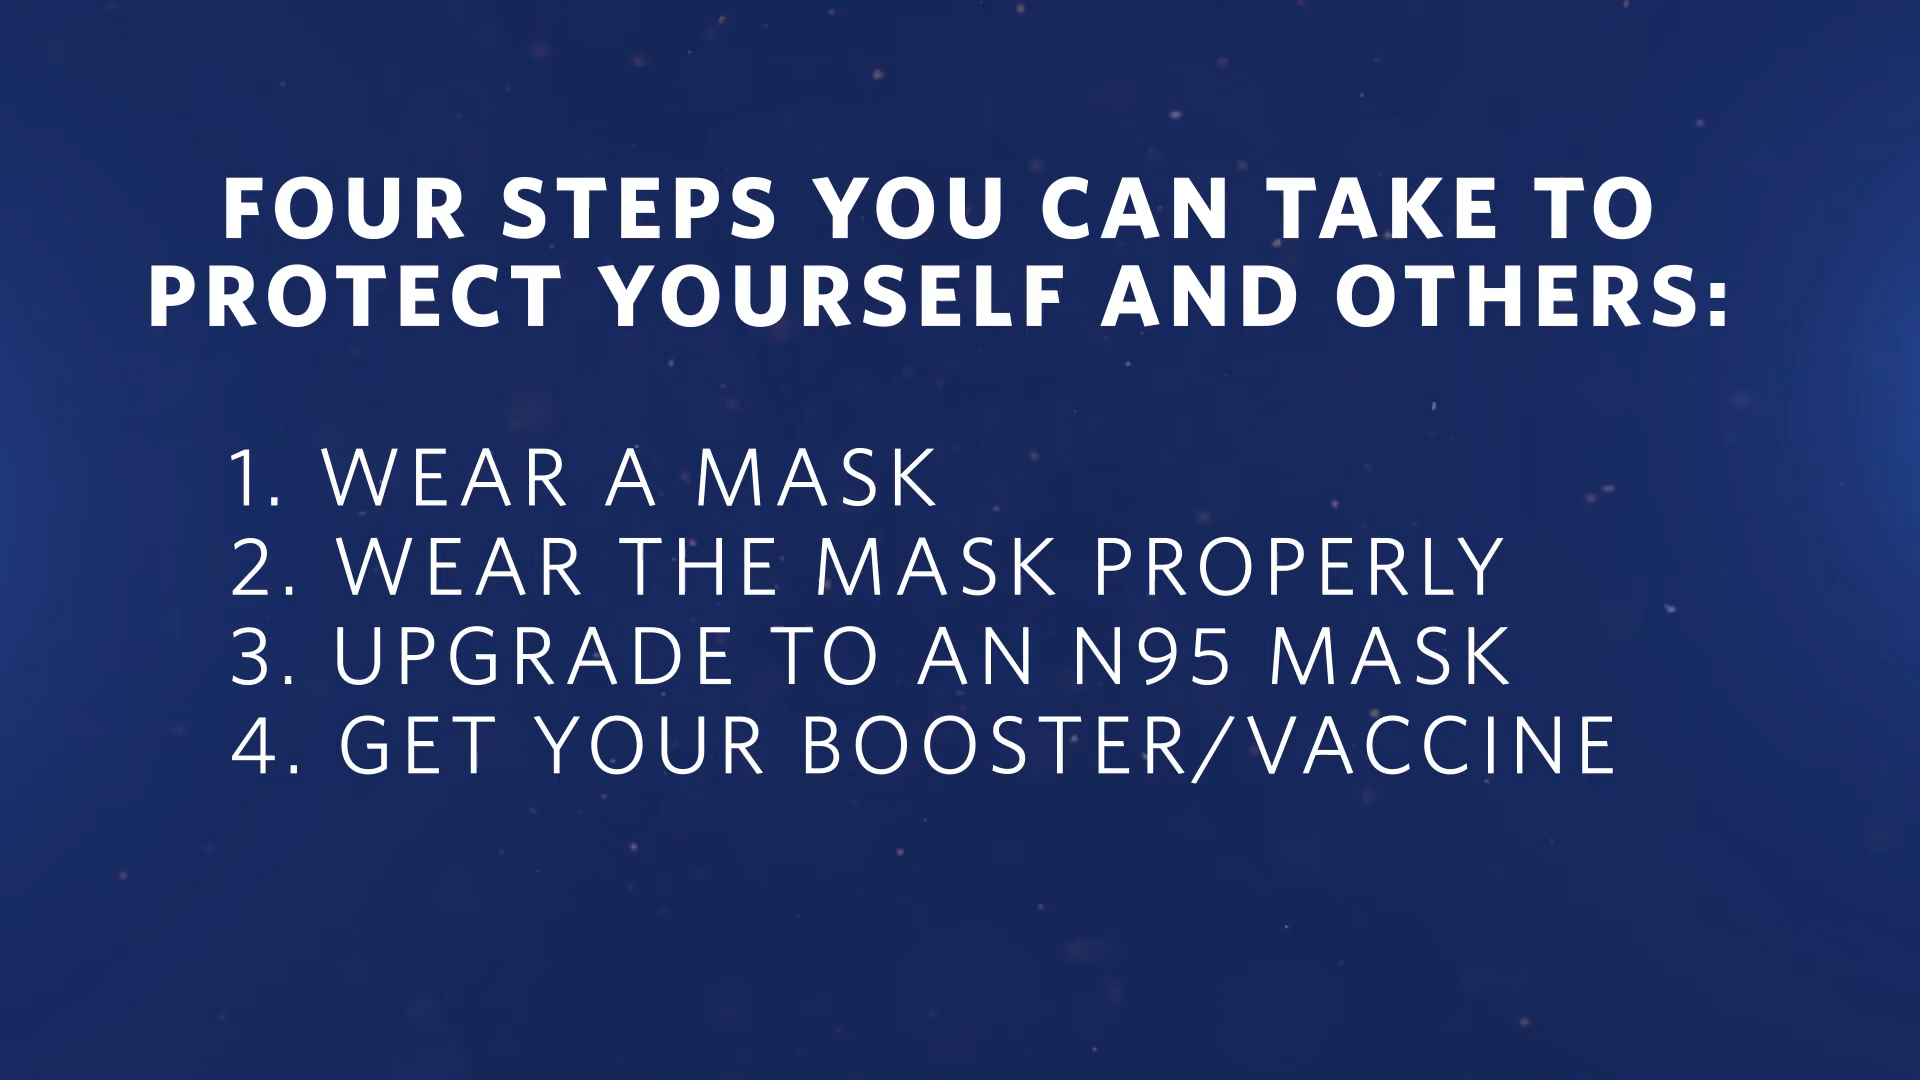 FOUR STEPS YOU CAN TAKE TO
PROTECT YOURSELF AND OTHERS:
1. WEAR A MASK
2. WEAR THE MASK PROPERLY
3. UPGRADE TO AN N95 MASK
4. GET YOUR BOOSTER/VACCINE